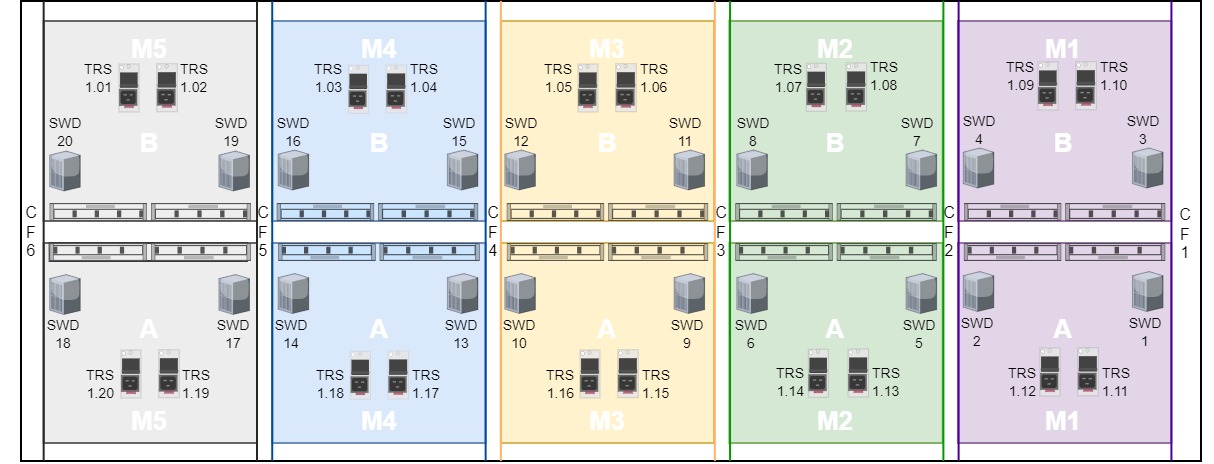 M5
M4
M3
M2
M1
TRS
1.01
TRS
1.02
TRS
1.03
TRS
1.04
TRS
1.05
TRS
1.06
TRS
1.07
TRS
1.08
TRS
1.09
TRS
1.10
SWD
20
B
SWD
19
SWD
16
B
SWD
15
SWD
12
B
SWD
11
SWD
8
B
SWD
7
SWD
4
B
SWD
3
C
F
6
C
F
5
C
F
4
C
F
3
C
F
2
C
F
1
SWD
18
A
SWD
17
SWD
14
A
SWD
13
SWD
10
A
SWD
9
SWD
6
A
SWD
5
SWD
2
A
SWD
1
TRS
1.20
TRS
1.19
TRS
1.18
TRS
1.17
TRS
1.16
TRS
1.15
TRS
1.14
TRS
1.13
TRS
1.12
TRS
1.11
M5
M4
M3
M2
M1